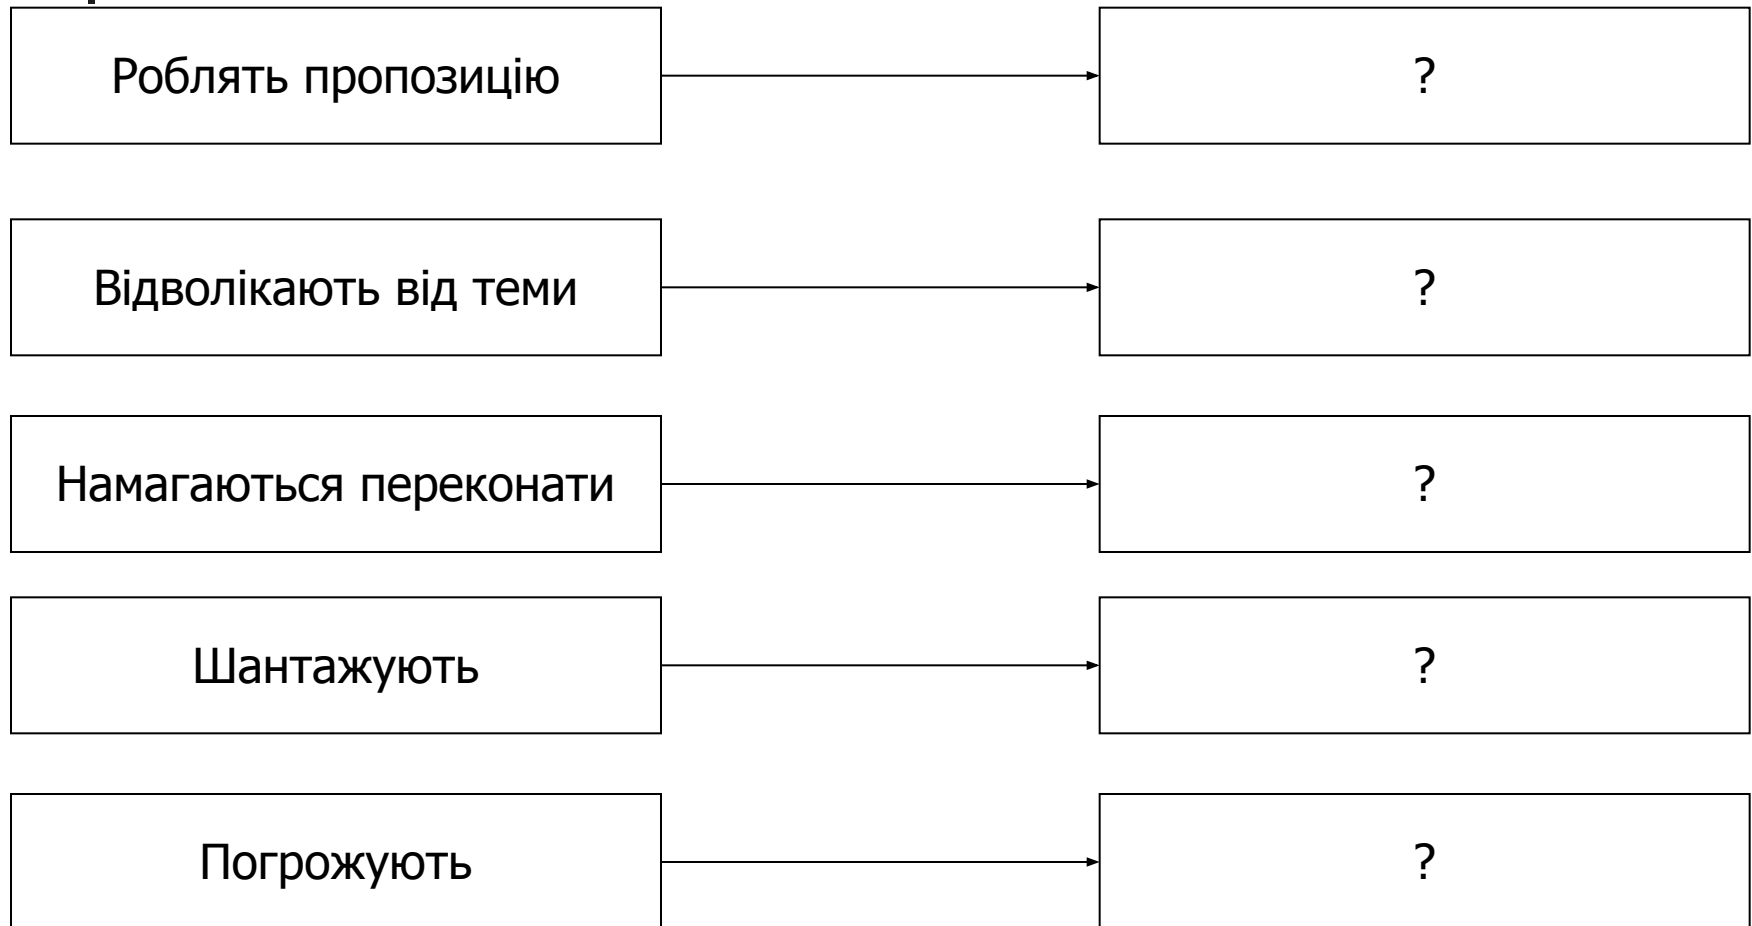 Роблять пропозицію
?
Відволікають від теми
?
Намагаються переконати
?
Шантажують
?
Погрожують
?